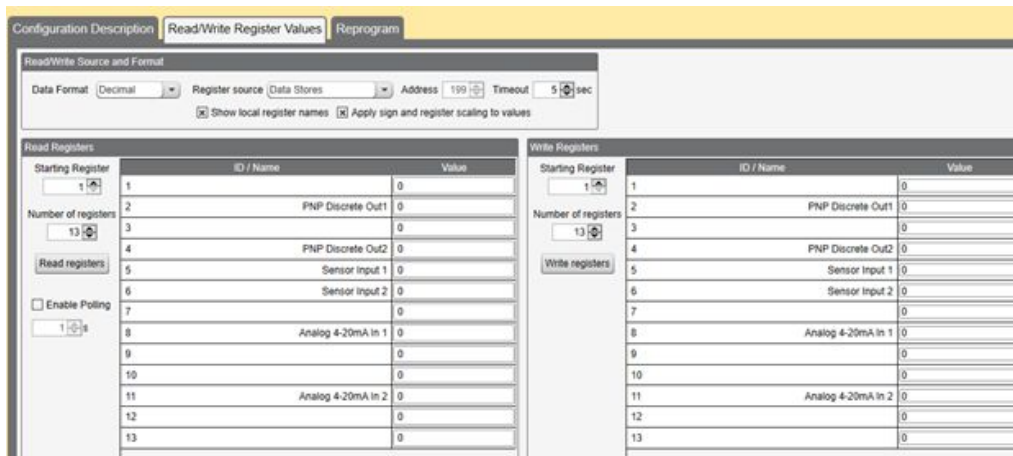 Configuration Description Read/Write Register Values Reprogram
Read/Write Source and Format
Data Format Decimal Register source Data Stores Address 199 Timeout 5 sec
Show local register names Apply sign and register scaling to values
Read Registers
Starting Register
1
Number of registers
13
Read registers
Enable Polling
1 s
ID / Name Value
1 0
2 PNP Discrete Out1 0
3 0
4 PNP Discrete Out2 0
5 Sensor Input 1 0
6 Sensor Input 2 0
7 0
8 Analog 4-20mA In 1 0
9 0
10 0
11 Analog 4-20mA In 2 0
12 0
13 0
Write Registers
Starting Register
1
Number of registers
13
Write registers
ID / Name Value
1 0
2 PNP Discrete Out1 0
3 0
4 PNP Discrete Out2 0
5 Sensor Input 1 0
6 Sensor Input 2 0
7 0
8 Analog 4-20mA In 1 0
9 0
10 0
11 Analog 4-20mA In 2 0
12 0
13 0